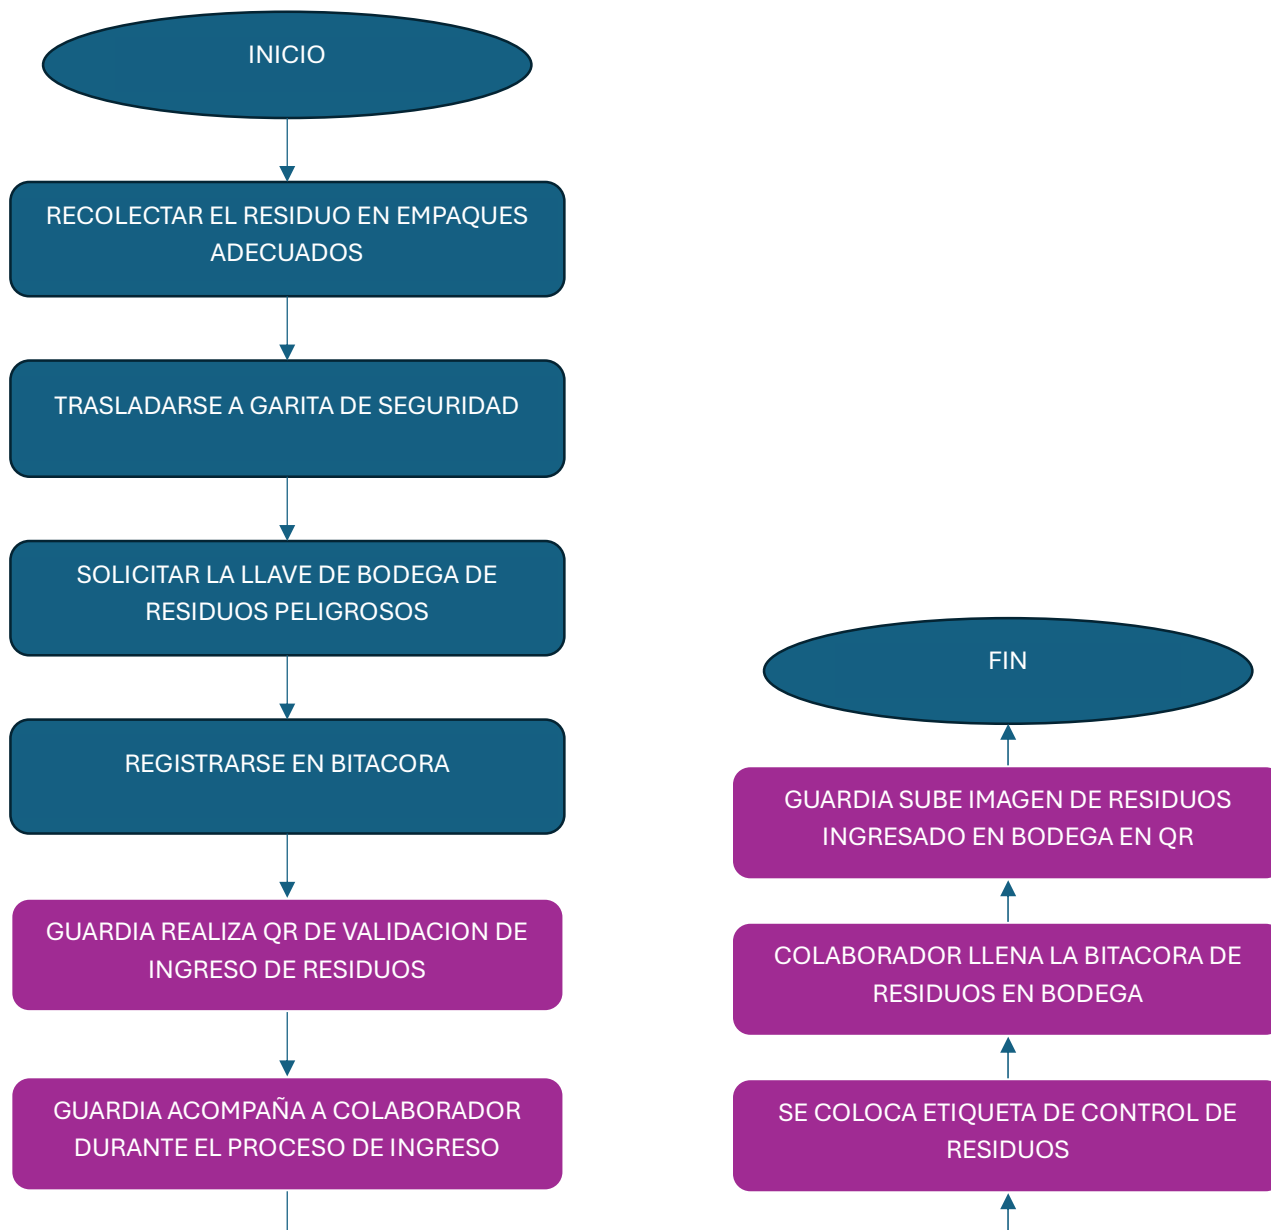 INICIO
RECOLECTAR EL RESIDUO EN EMPAQUES
ADECUADOS
TRASLADARSE A GARITA DE SEGURIDAD
SOLICITAR LA LLAVE DE BODEGA DE
RESIDUOS PELIGROSOS
REGISTRARSE EN BITACORA
GUARDIA REALIZA QR DE VALIDACION DE
INGRESO DE RESIDUOS
GUARDIA ACOMPAÑA A COLABORADOR
DURANTE EL PROCESO DE INGRESO
FIN
GUARDIA SUBE IMAGEN DE RESIDUOS
INGRESADO EN BODEGA EN QR
COLABORADOR LLENA LA BITACORA DE
RESIDUOS EN BODEGA
SE COLOCA ETIQUETA DE CONTROL DE
RESIDUOS